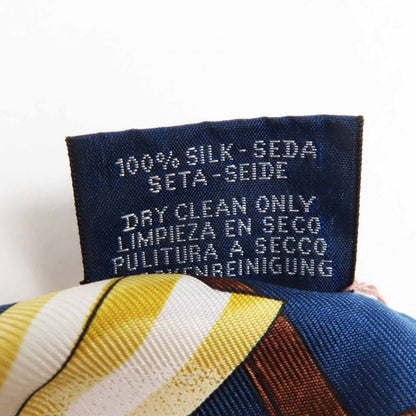 100% SILK-SEDA
SETA-SEIDE
DRY CLEAN ONLY
LIMPIEZA EN SECO
PULITURA A SECCO